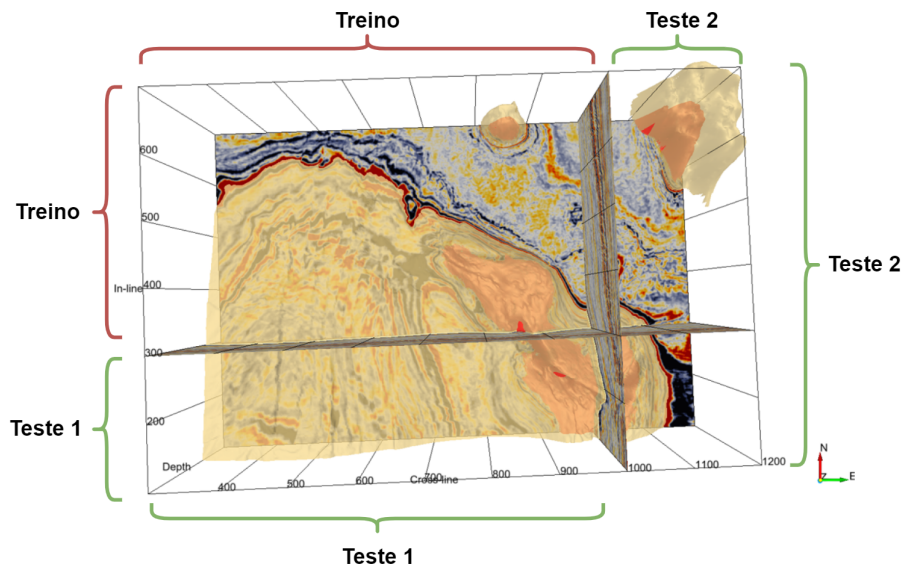 Treino
Teste 2
Treino
Teste 1
Teste 2
Teste 1
600
500
400
300
200
In-line
Depth
400
500
600
700
800
900
1000
1100
1200
Cross-line
N
E
Z